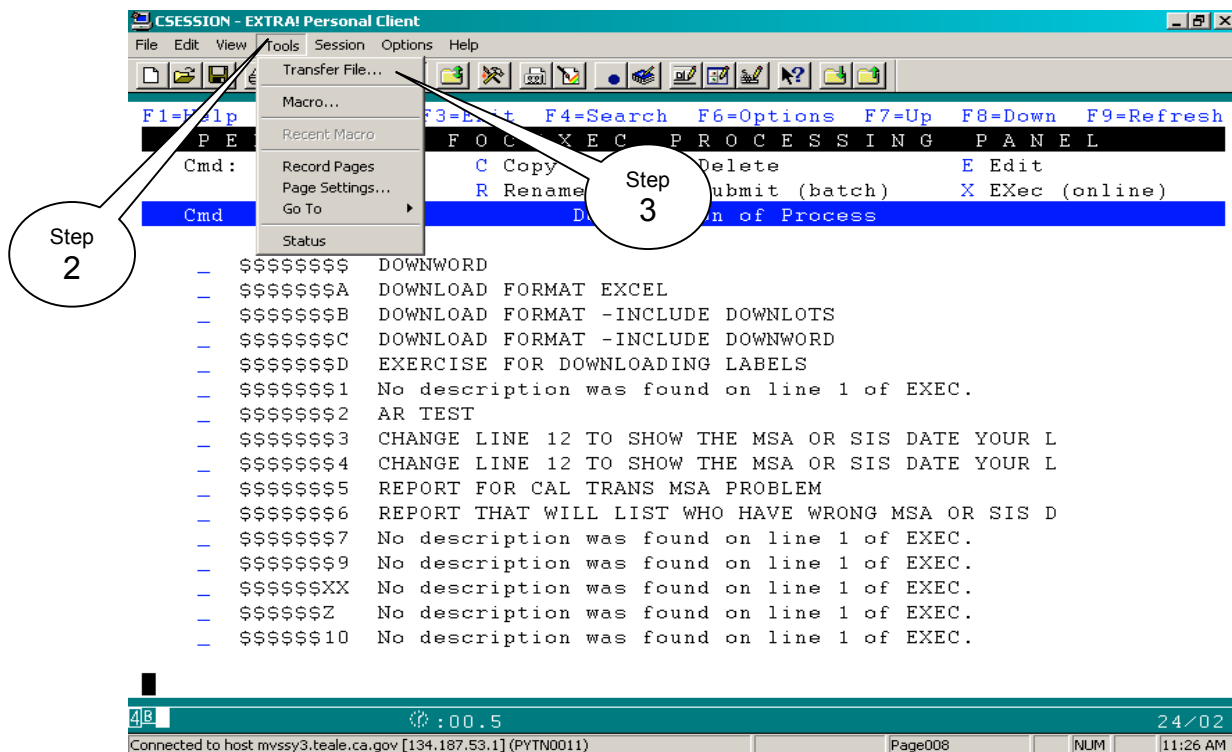 CSESSION - EXTRA! Personal Client
File Edit View Tools Session Options Help
Transfer File...
Macro...
Recent Macro
Record Pages
Page Settings...
Go To
Status
Step
2
Step
3
F1=Help F4=Search F6=Options F7=Up F8=Down F9=Refresh
P R O C E S S I N G P A N E L
Cmd: C Copy Delete E Edit
R Rename (batch) X EXec (online)
Cmd of Process
_ $$$$$$$$ DOWNWORD
_ $$$$$$$A DOWNLOAD FORMAT EXCEL
_ $$$$$$$B DOWNLOAD FORMAT -INCLUDE DOWNLOTS
_ $$$$$$$C DOWNLOAD FORMAT -INCLUDE DOWNWORD
_ $$$$$$$D EXERCISE FOR DOWNLOADING LABELS
_ $$$$$$$1 No description was found on line 1 of EXEC.
_ $$$$$$$2 AR TEST
_ $$$$$$$3 CHANGE LINE 12 TO SHOW THE MSA OR SIS DATE YOUR L
_ $$$$$$$4 CHANGE LINE 12 TO SHOW THE MSA OR SIS DATE YOUR L
_ $$$$$$$5 REPORT FOR CAL TRANS MSA PROBLEM
_ $$$$$$$6 REPORT THAT WILL LIST WHO HAVE WRONG MSA OR SIS D
_ $$$$$$$7 No description was found on line 1 of EXEC.
_ $$$$$$$9 No description was found on line 1 of EXEC.
_ $$$$$$XX No description was found on line 1 of EXEC.
_ $$$$$$Z No description was found on line 1 of EXEC.
_ $$$$$$10 No description was found on line 1 of EXEC.
4B :00.5 24/02
Connected to host mvssy3.teale.ca.gov [134.187.53.1] (PYTN0011) Page008 NUM 11:26 AM